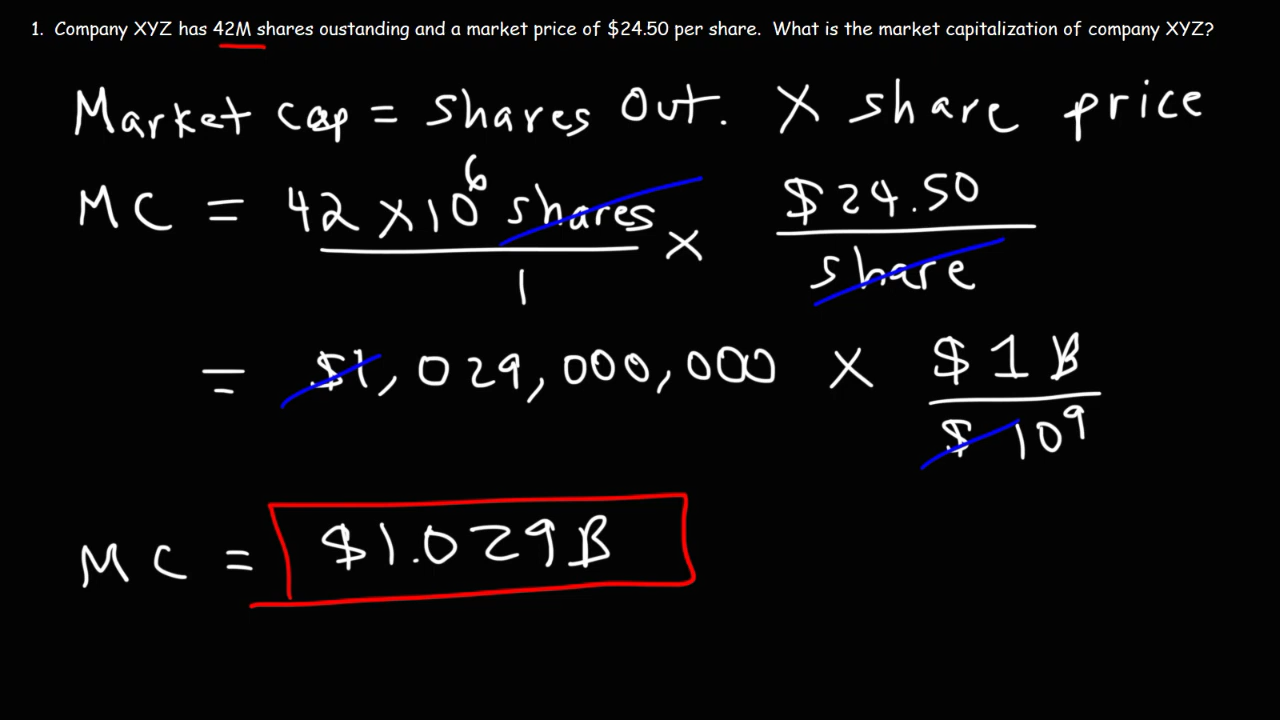 1. Company XYZ has 42M shares oustanding and a market price of $24.50 per share. What is the market capitalization of company XYZ?
Market cap = shares Out. X share price
MC = 42 x 10^6 shares / 1 x $24.50 / share
= $1,029,000,000 x $1B / $10^9
MC = $1.029B